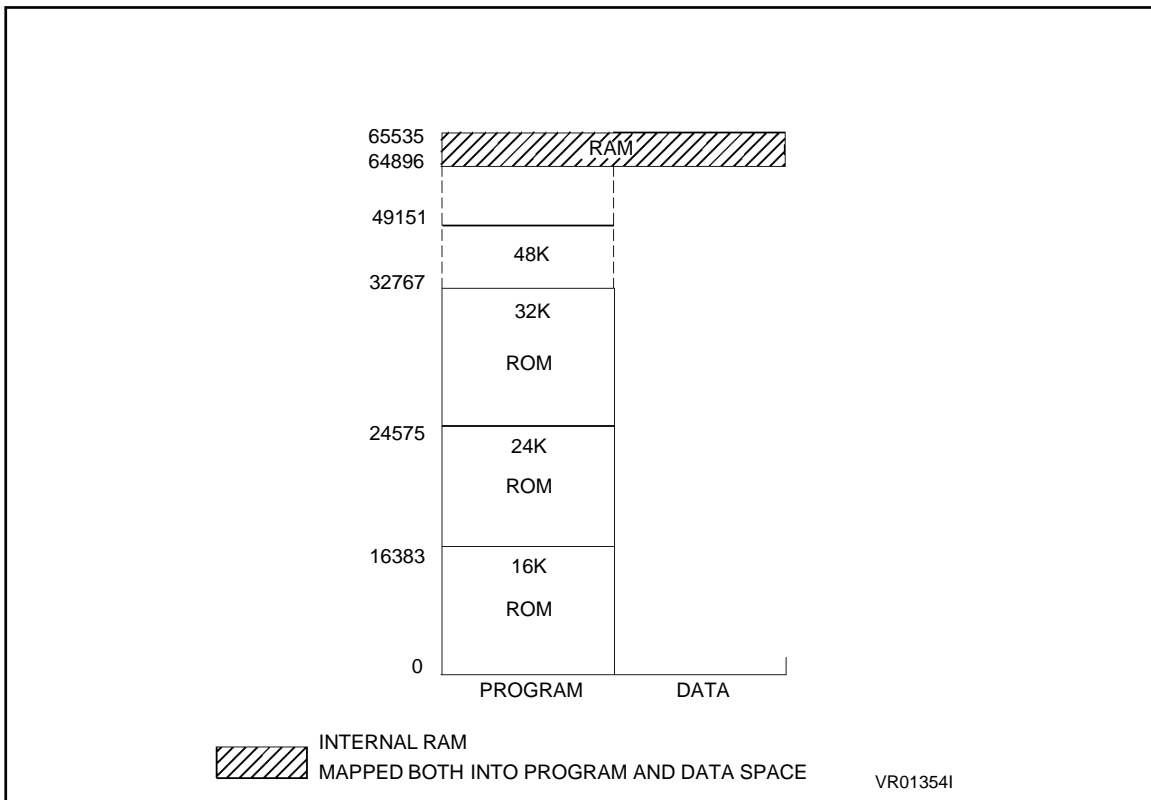 65535
RAM
64896
49151
48K
32767
32K
ROM
24575
24K
ROM
16383
16K
ROM
0
PROGRAM DATA
INTERNAL RAM
MAPPED BOTH INTO PROGRAM AND DATA SPACE
VR01354I